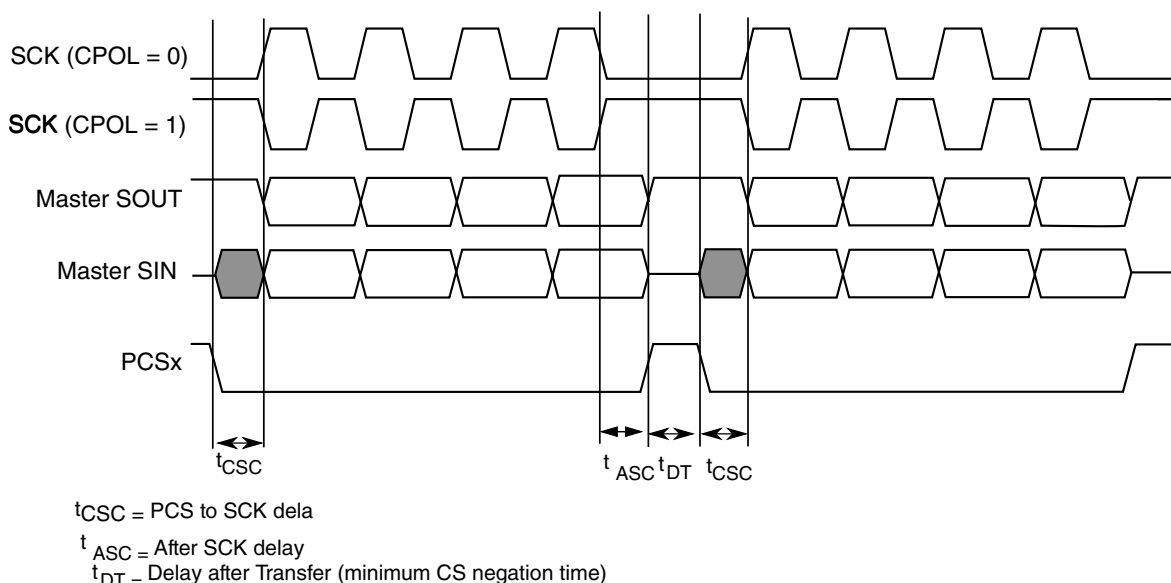 SCK (CPOL = 0)
SCK (CPOL = 1)
Master SOUT
Master SIN
PCSx
tCSC
t ASC
tDT
tCSC
tCSC = PCS to SCK dela
t ASC = After SCK delay
tDT = Delay after Transfer (minimum CS negation time)